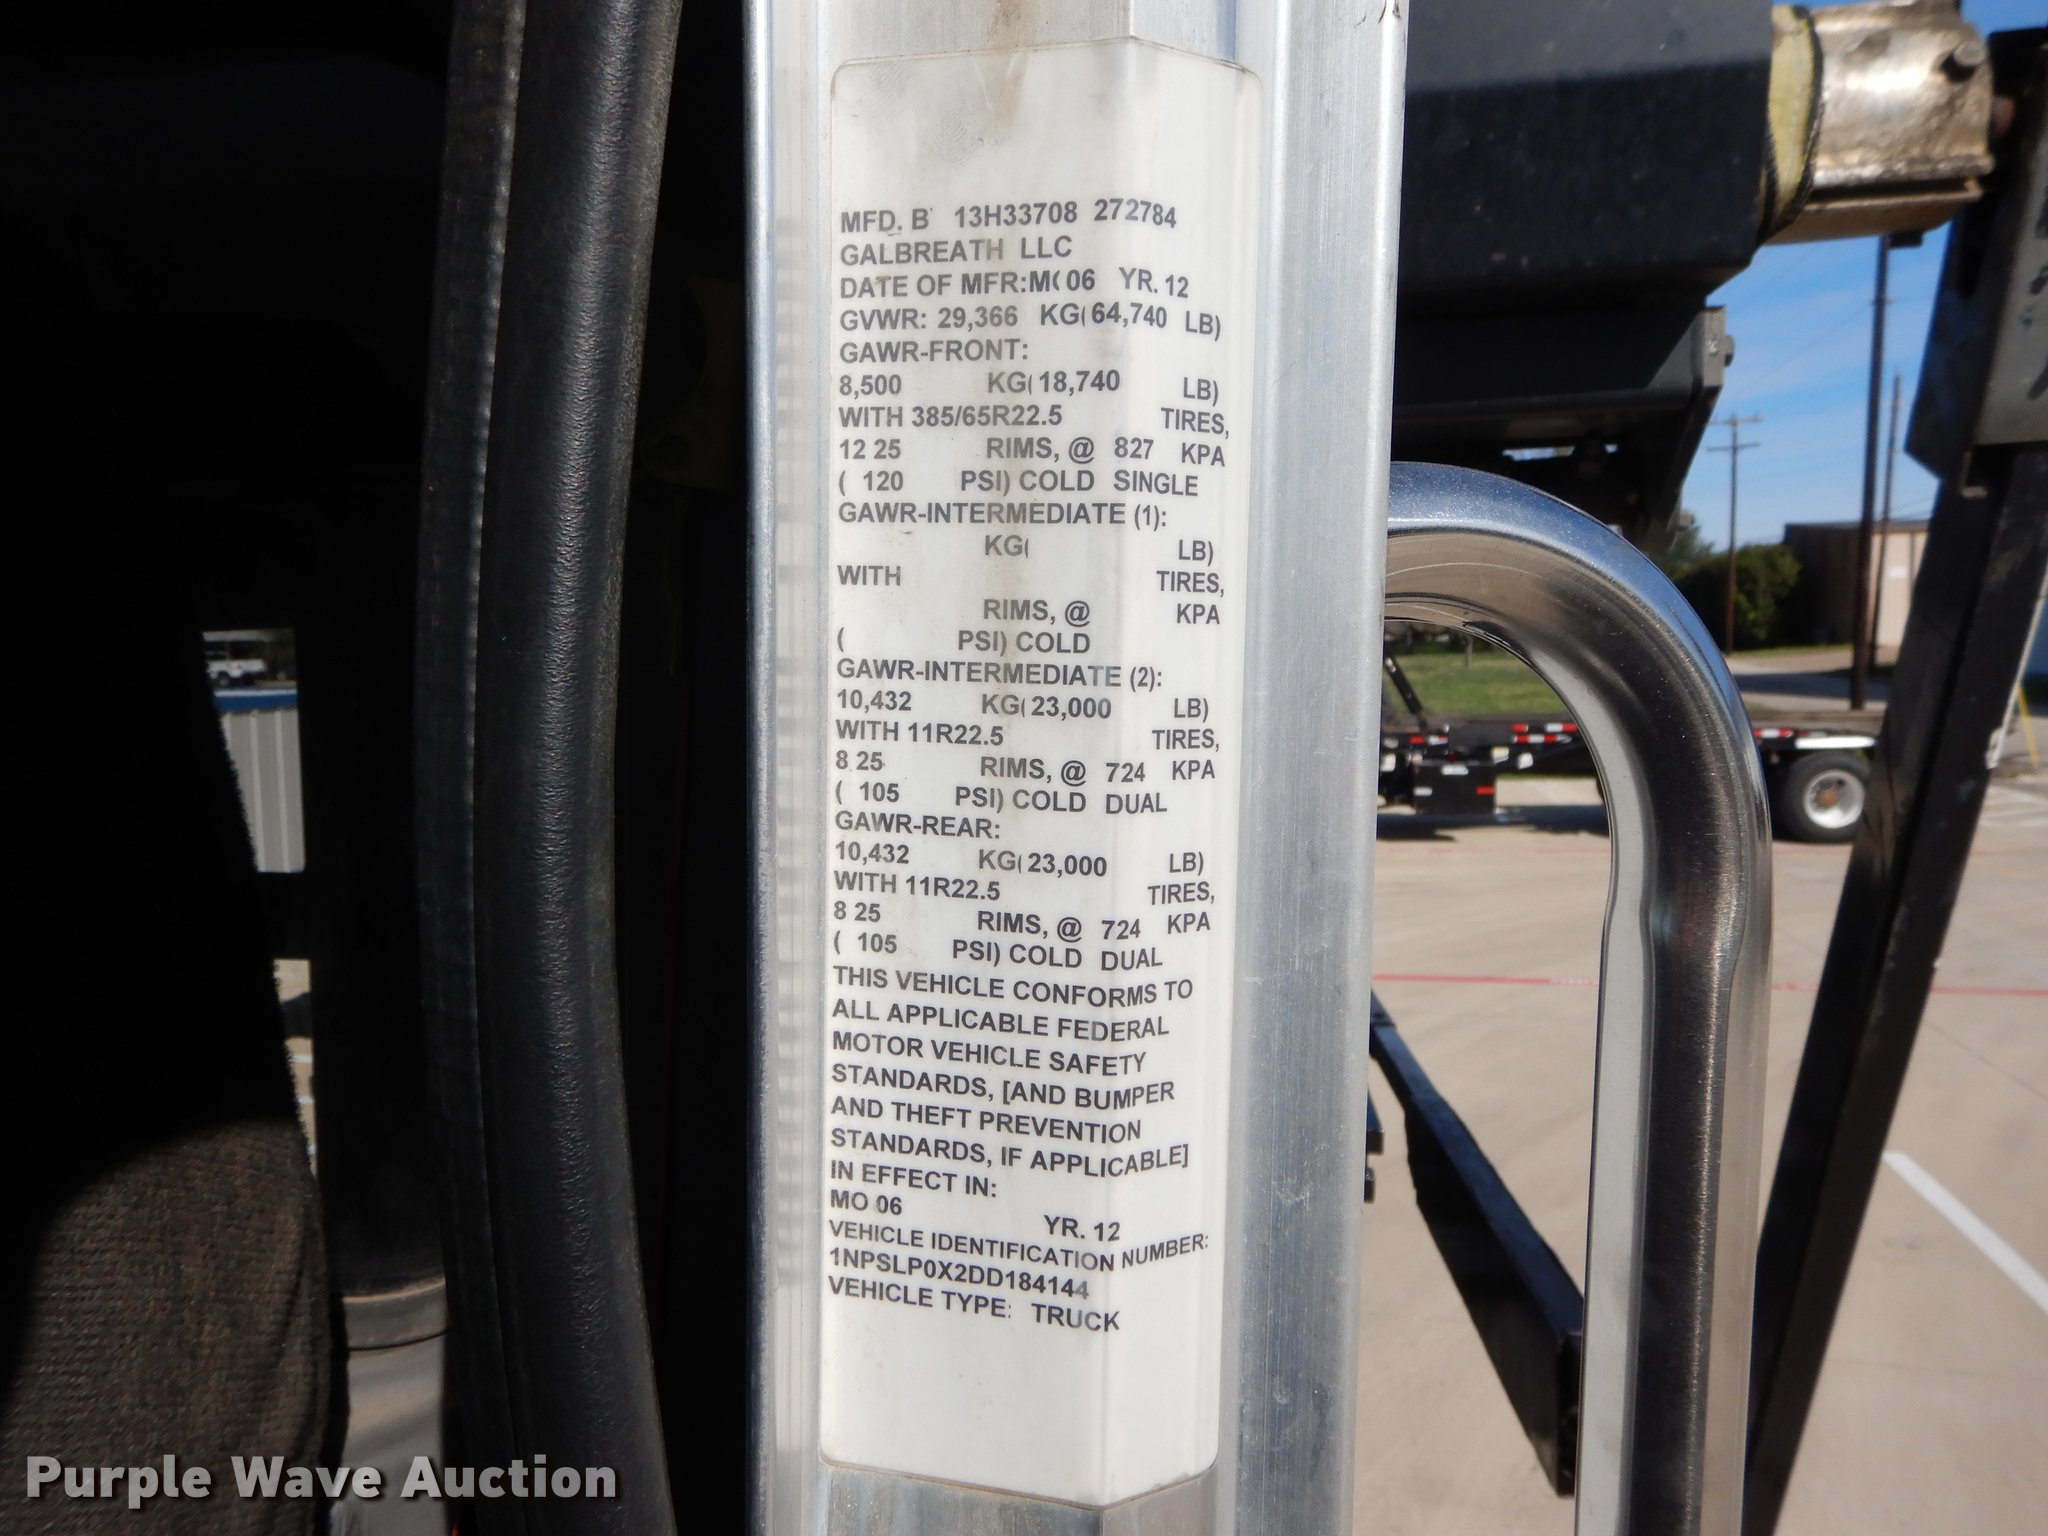 MFD. B 13H33708 272784
GALBREATH LLC
DATE OF MFR:MO 06 YR. 12
GVWR: 29,366 KG( 64,740 LB)
GAWR-FRONT:
8,500 KG( 18,740 LB)
WITH 385/65R22.5 TIRES,
12 25 RIMS, @ 827 KPA
( 120 PSI) COLD SINGLE
GAWR-INTERMEDIATE (1):
KG( LB)
WITH TIRES,
RIMS, @ KPA
( PSI) COLD
GAWR-INTERMEDIATE (2):
10,432 KG( 23,000 LB)
WITH 11R22.5 TIRES,
8 25 RIMS, @ 724 KPA
( 105 PSI) COLD DUAL
GAWR-REAR:
10,432 KG( 23,000 LB)
WITH 11R22.5 TIRES,
8 25 RIMS, @ 724 KPA
( 105 PSI) COLD DUAL
THIS VEHICLE CONFORMS TO
ALL APPLICABLE FEDERAL
MOTOR VEHICLE SAFETY
STANDARDS, [AND BUMPER
AND THEFT PREVENTION
STANDARDS, IF APPLICABLE]
IN EFFECT IN:
MO 06 YR. 12
VEHICLE IDENTIFICATION NUMBER:
1NPSLP0X2DD184144
VEHICLE TYPE: TRUCK
Purple Wave Auction